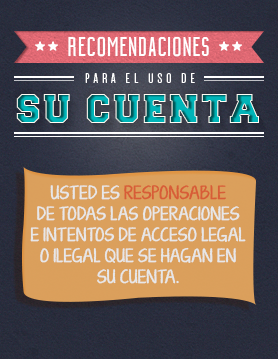 RECOMENDACIONES
PARA EL USO DE
SU CUENTA
USTED ES RESPONSABLE
DE TODAS LAS OPERACIONES
E INTENTOS DE ACCESO LEGAL
O ILEGAL QUE SE HAGAN EN
SU CUENTA.